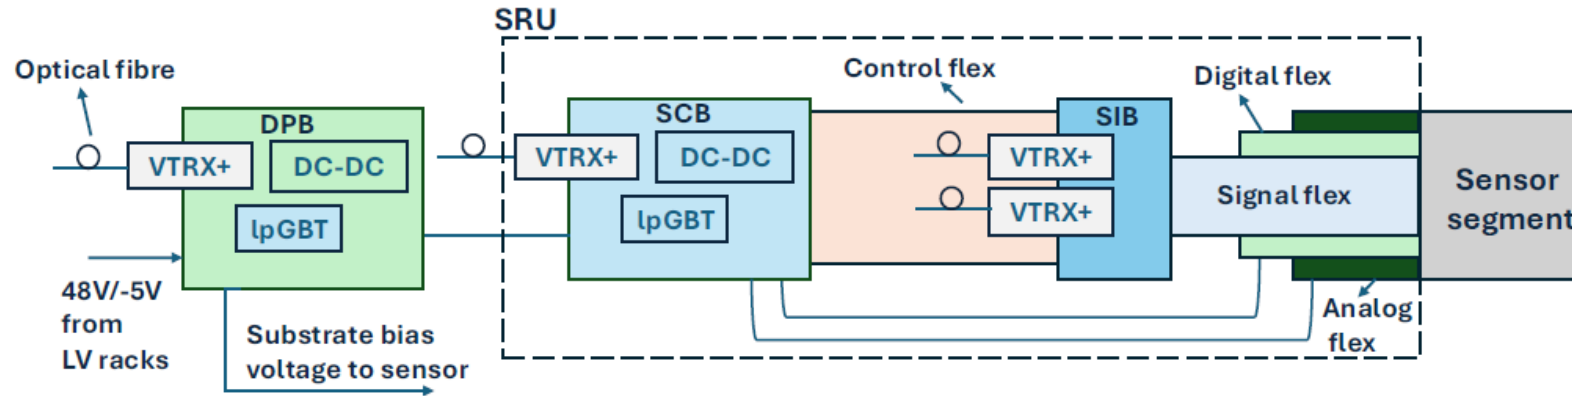 SRU
Optical fibre
Control flex
Digital flex
DPB
SCB
SIB
VTRX+
DC-DC
VTRX+
DC-DC
VTRX+
lpGBT
lpGBT
VTRX+
Signal flex
Sensor
segment
48V/-5V
from
LV racks
Substrate bias
voltage to sensor
Analog
flex